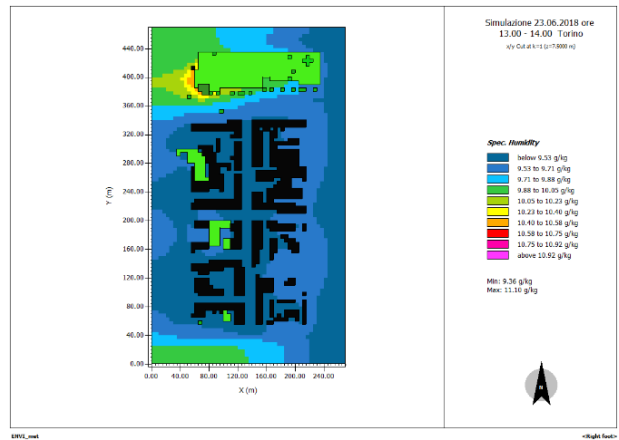 Simulazione 23.06.2018 ore
13.00 - 14.00 Torino
x/y Cut at k=1 (z=7.5000 m)
440.00
400.00
360.00
320.00
280.00
240.00
200.00
160.00
120.00
80.00
40.00
0.00
Y (m)
0.00 40.00 80.00 120.00 160.00 200.00 240.00
X (m)
Spec. Humidity
below 9.53 g/kg
9.53 to 9.71 g/kg
9.71 to 9.88 g/kg
9.88 to 10.05 g/kg
10.05 to 10.23 g/kg
10.23 to 10.40 g/kg
10.40 to 10.58 g/kg
10.58 to 10.75 g/kg
10.75 to 10.92 g/kg
above 10.92 g/kg
Min: 9.36 g/kg
Max: 11.10 g/kg
N
ENVI_met
<Right foot>